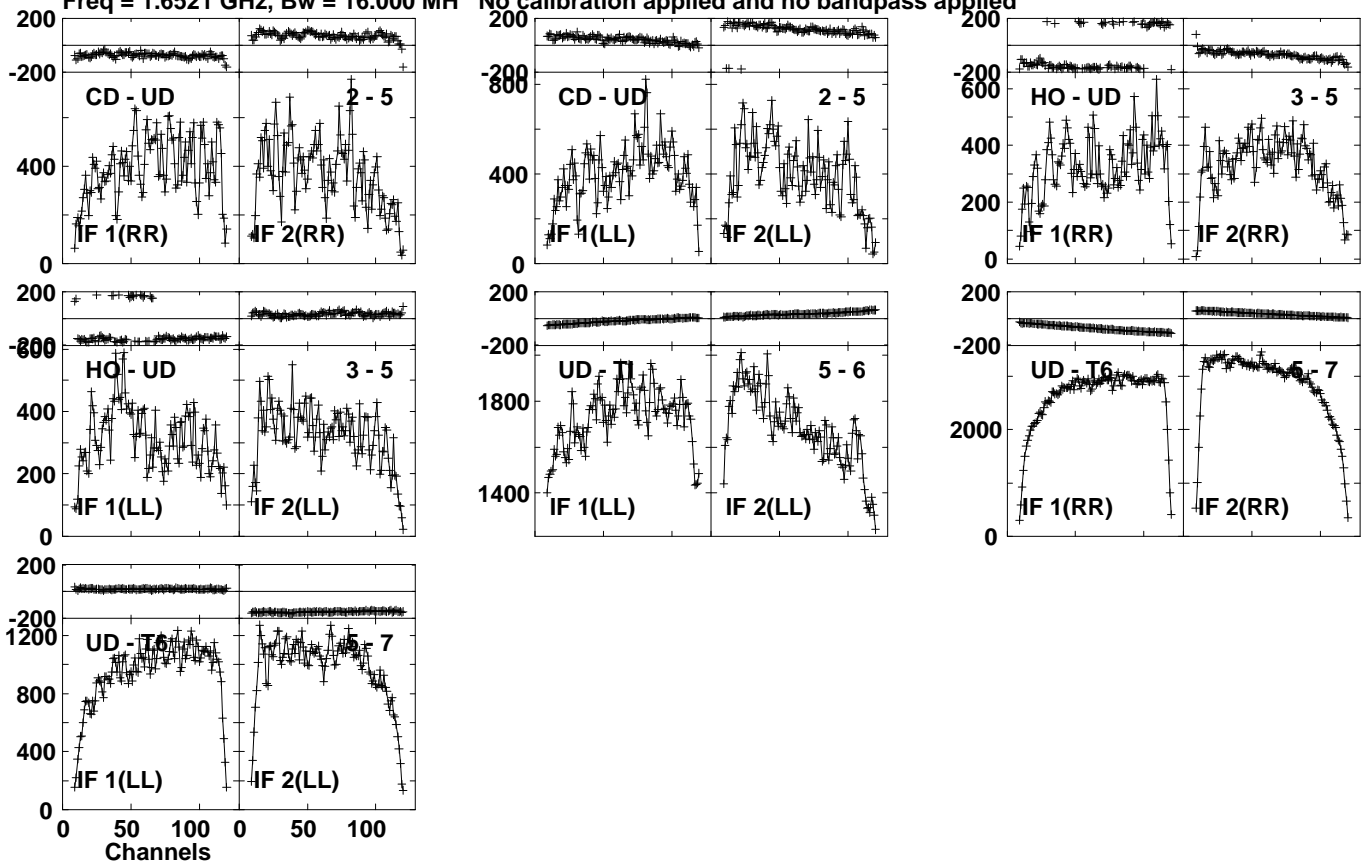 Freq = 1.6521 GHz, Bw = 16.000 MH No calibration applied and no bandpass applied
200
-200
CD - UD 2 - 5
400
0
IF 1(RR) IF 2(RR)
200
-200
800
CD - UD 2 - 5
400
0
IF 1(LL) IF 2(LL)
200
-200
600
HO - UD 3 - 5
400
200
0
IF 1(RR) IF 2(RR)
200
-200
600
HO - UD 3 - 5
400
200
0
IF 1(LL) IF 2(LL)
200
-200
UD - TI 5 - 6
1800
1400
IF 1(LL) IF 2(LL)
200
-200
UD - T6 5 - 7
2000
0
IF 1(RR) IF 2(RR)
200
-200
1200
UD - T6 5 - 7
800
400
0
IF 1(LL) IF 2(LL)
0 50 100 0 50 100
Channels